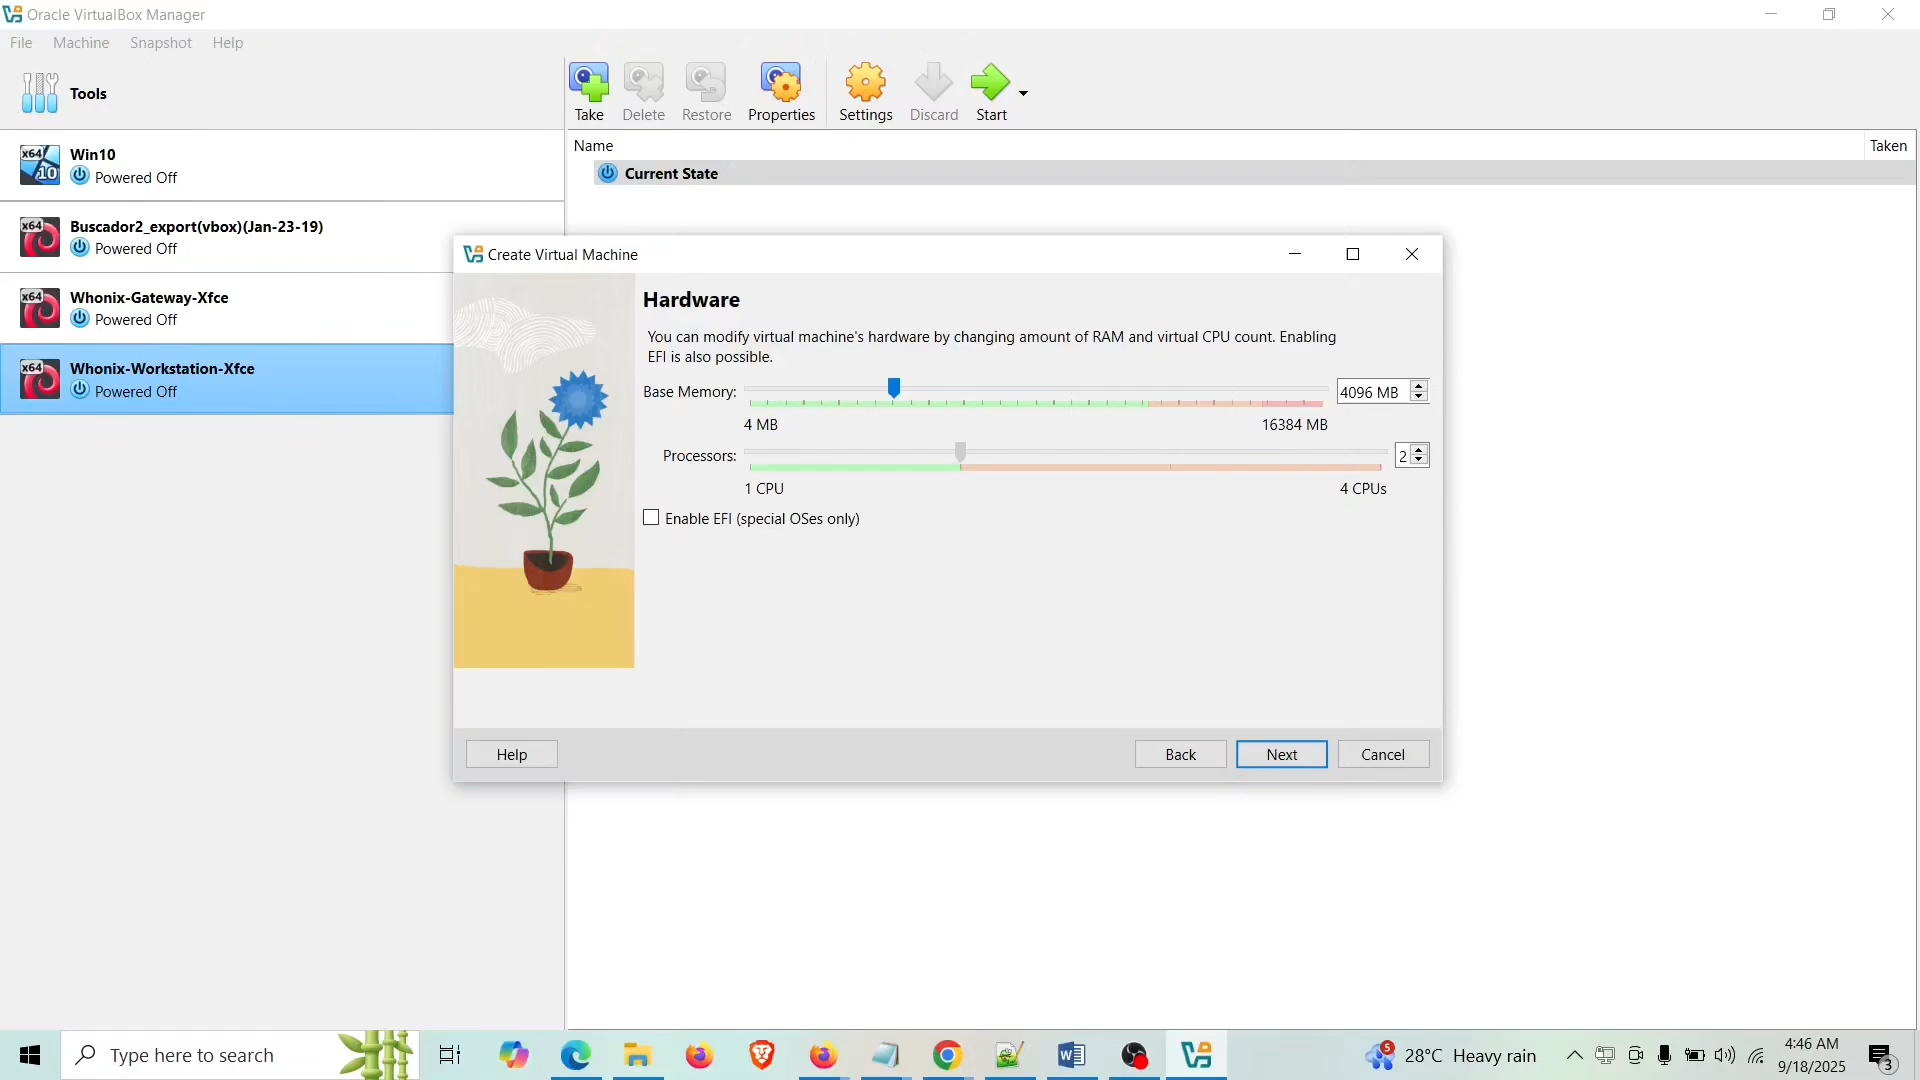 Oracle VirtualBox Manager
File Machine Snapshot Help
Tools
Take Delete Restore Properties Settings Discard Start
Name Taken
Current State
x64 10 Win10
Powered Off
x64 Buscador2_export(vbox)(Jan-23-19)
Powered Off
x64 Whonix-Gateway-Xfce
Powered Off
x64 Whonix-Workstation-Xfce
Powered Off
Create Virtual Machine
Hardware
You can modify virtual machine's hardware by changing amount of RAM and virtual CPU count. Enabling
EFI is also possible.
Base Memory: 4096 MB
4 MB 16384 MB
Processors: 2
1 CPU 4 CPUs
Enable EFI (special OSes only)
Help Back Next Cancel
Type here to search
5 28°C Heavy rain
4:46 AM
9/18/2025
3